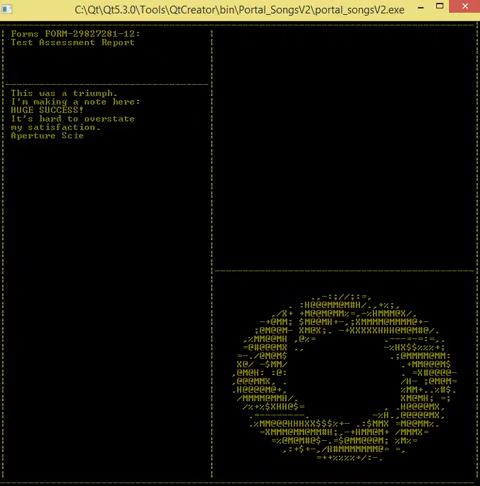 C:\Qt\Qt5.3.0\Tools\QtCreator\bin\Portal_SongsV2\portal_songsV2.exe
Forms FORM-29827281-12:
Test Assessment Report
This was a triumph.
I'm making a note here:
HUGE SUCCESS!
It's hard to overstate
my satisfaction.
Aperture Scie